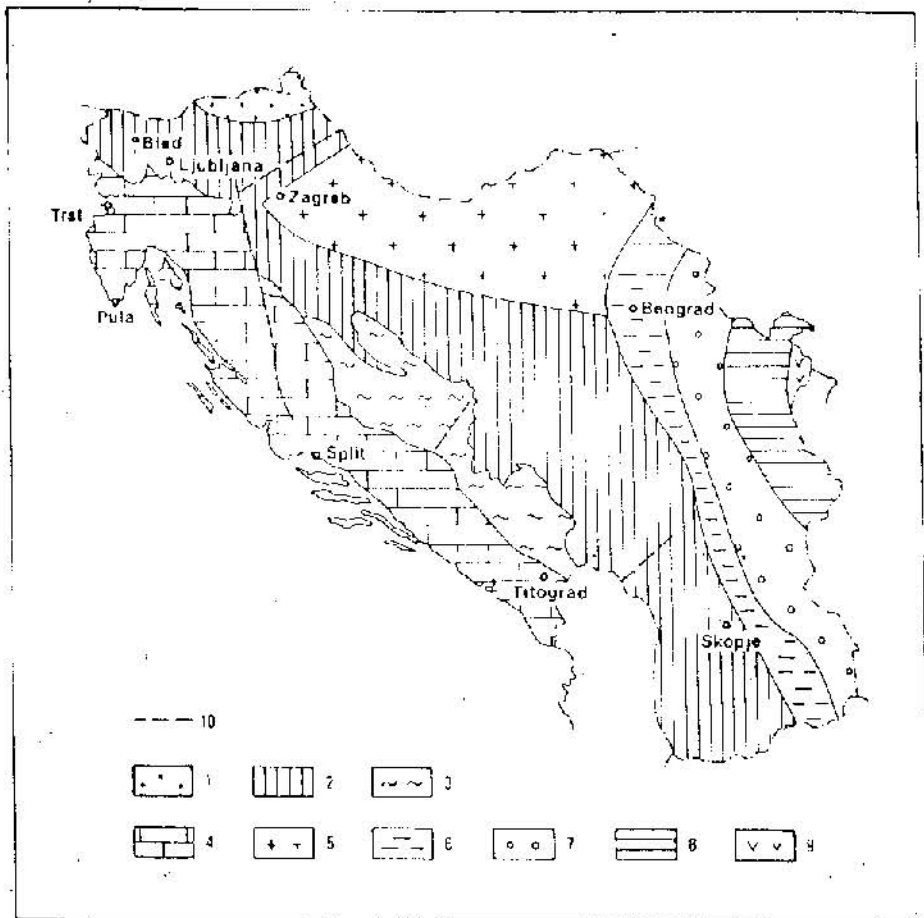 Bled
Ljubljana
Zagreb
Trst
Beograd
Pula
Split
Titograd
Skopje
10
1 2 3
4 5 6 7 8 9